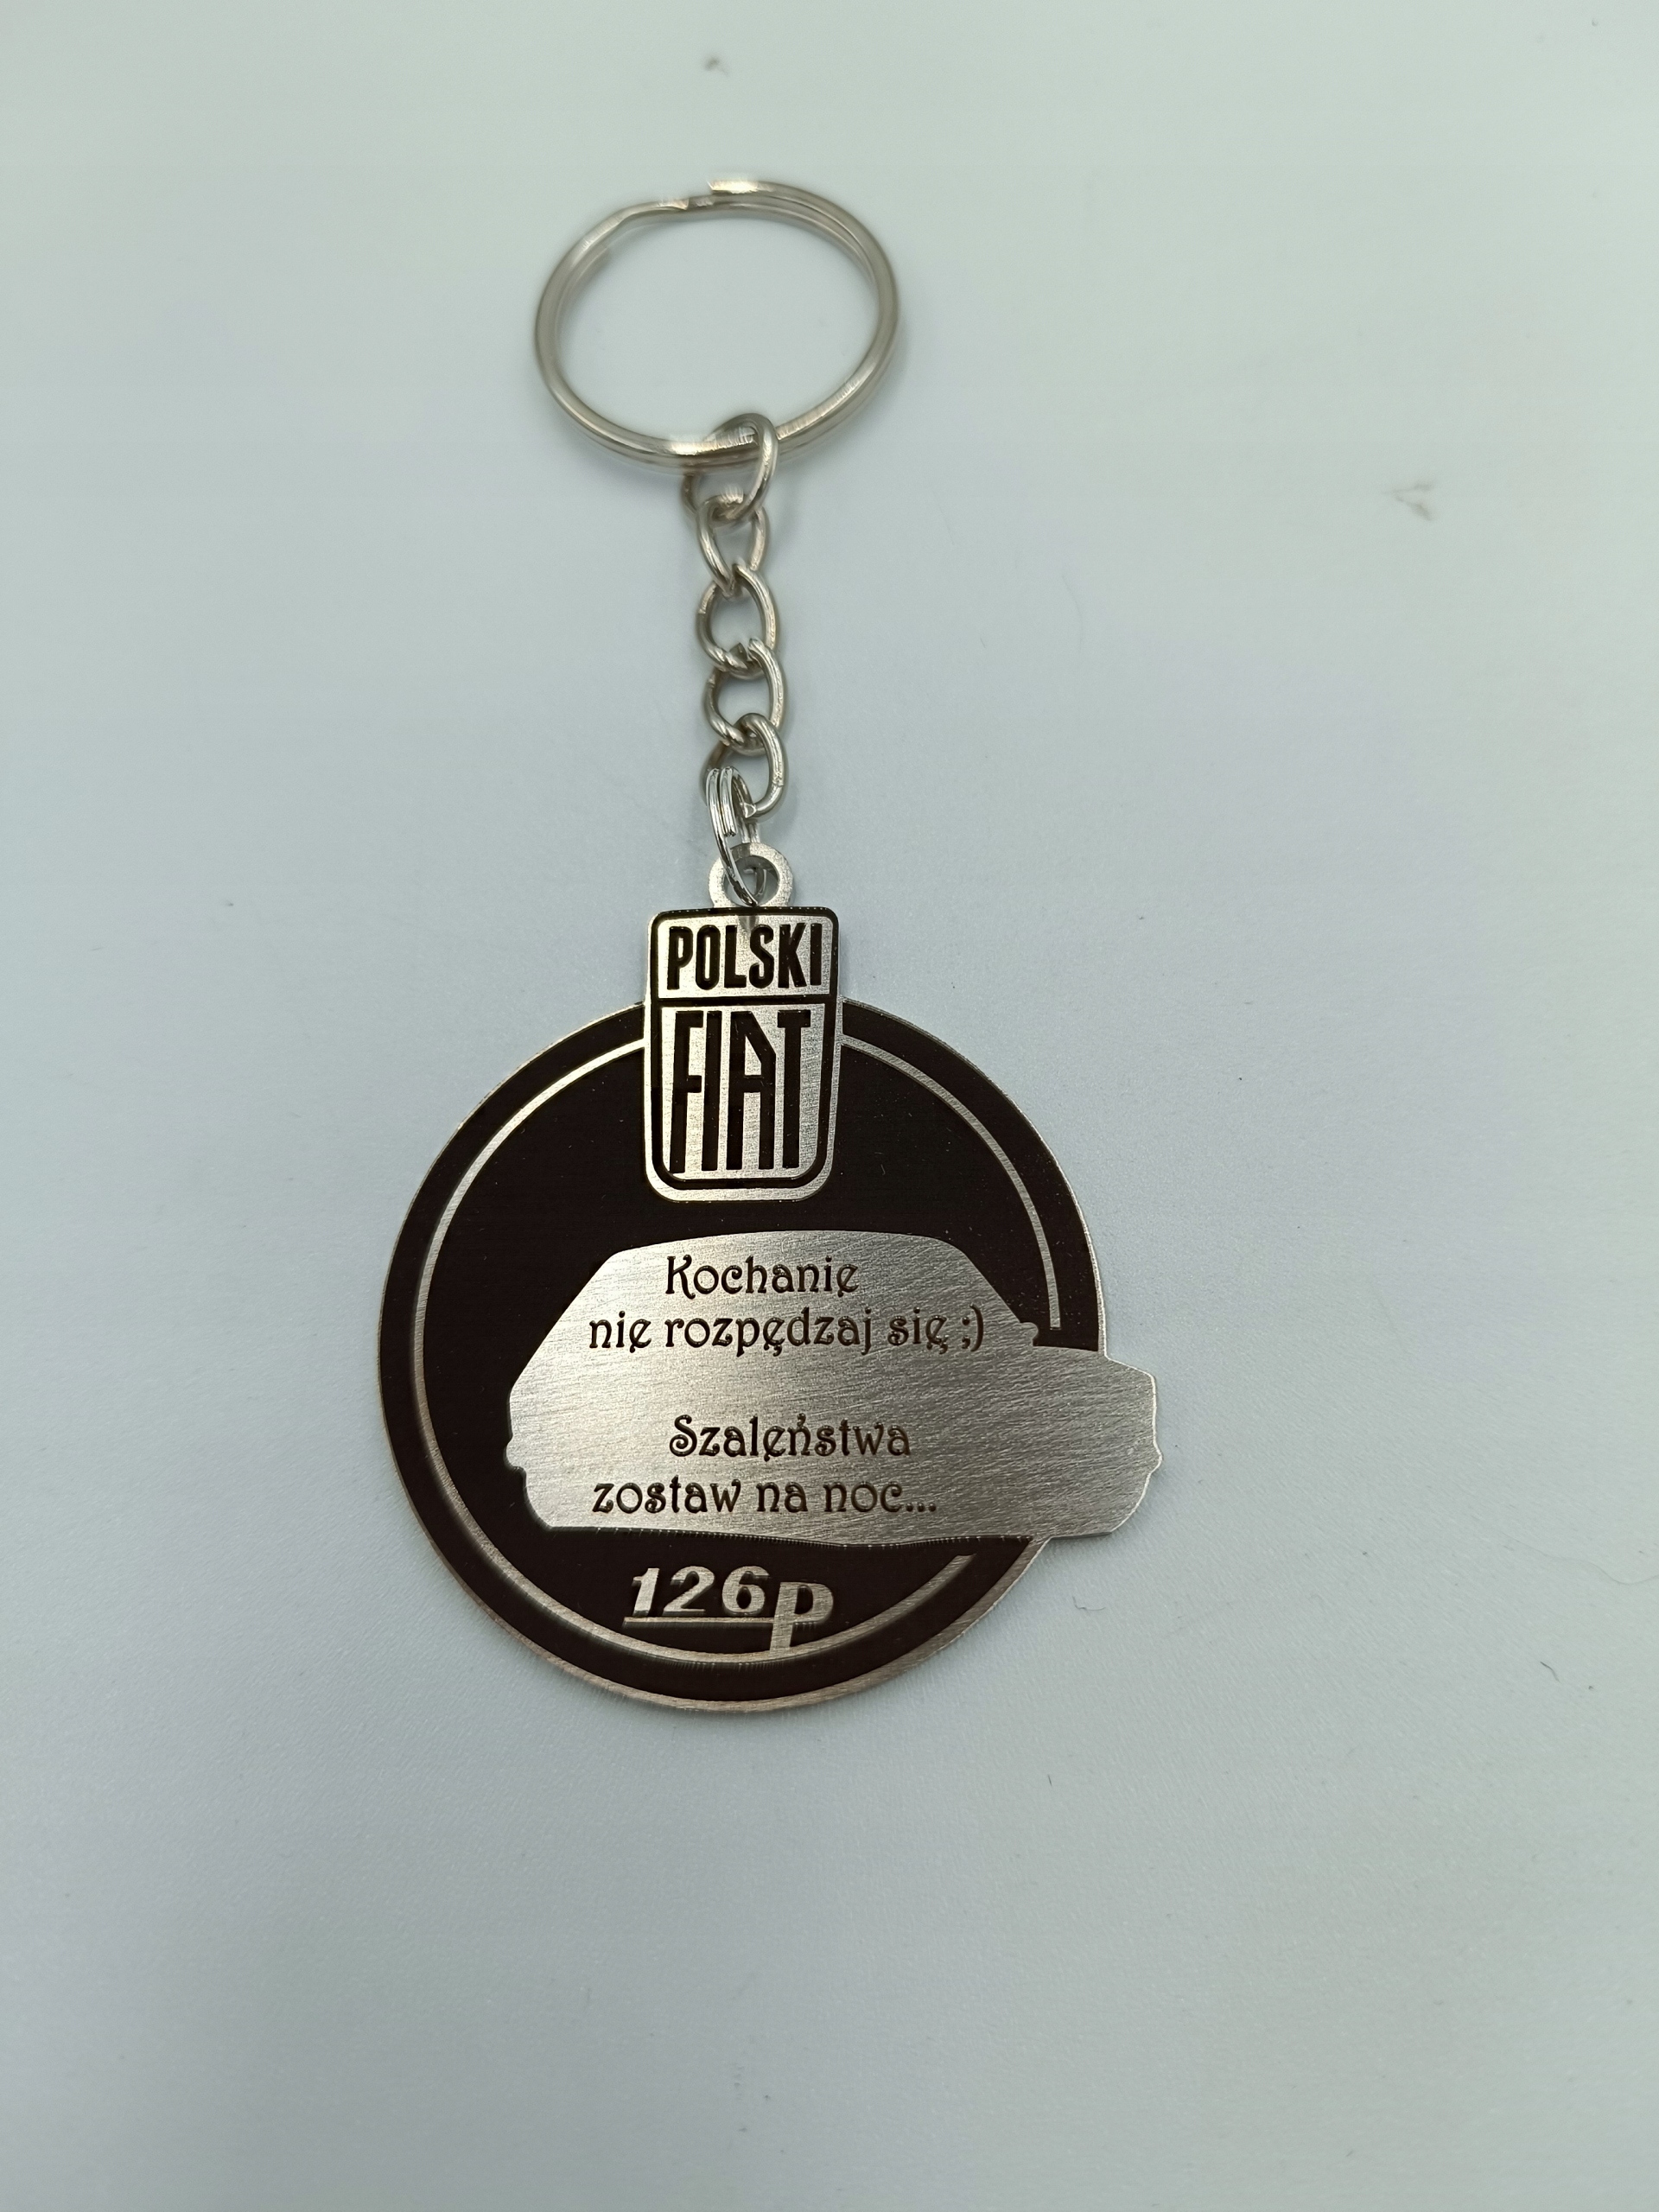 POLSKI
FIAT
Kochanie
nie rozpędzaj się ;)
Szaleństwa
zostaw na noc...
126p